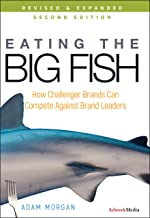 REVISED & EXPANDED
SECOND EDITION
EATING THE
BIG FISH
How Challenger Brands Can
Compete Against Brand Leaders
ADAM MORGAN
AdweekMedia